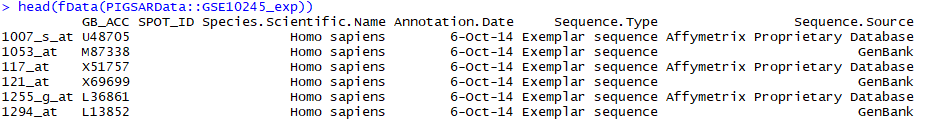 > head(fData(PIGSARData::GSE10245_exp))
GB_ACC SPOT_ID Species.Scientific.Name Annotation.Date Sequence.Type Sequence.Source
1007_s_at U48705 Homo sapiens 6-Oct-14 Exemplar sequence Affymetrix Proprietary Database
1053_at M87338 Homo sapiens 6-Oct-14 Exemplar sequence GenBank
117_at X51757 Homo sapiens 6-Oct-14 Exemplar sequence Affymetrix Proprietary Database
121_at X69699 Homo sapiens 6-Oct-14 Exemplar sequence GenBank
1255_g_at L36861 Homo sapiens 6-Oct-14 Exemplar sequence Affymetrix Proprietary Database
1294_at L13852 Homo sapiens 6-Oct-14 Exemplar sequence GenBank